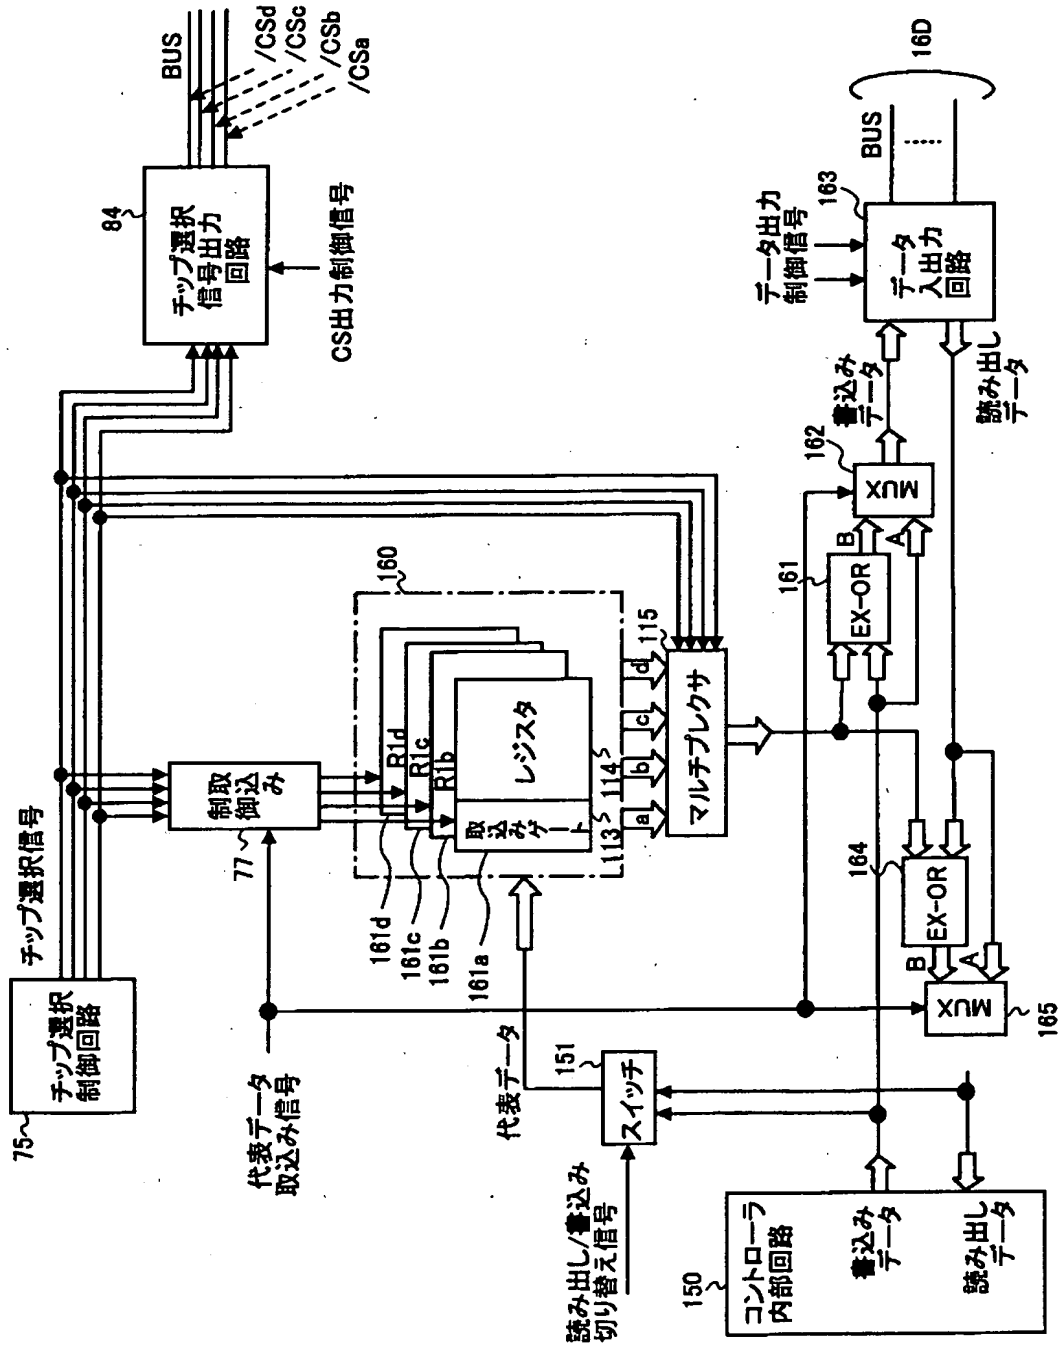 75
チップ選択
制御回路
チップ選択信号
84
チップ選択
信号出力
回路
BUS
/CSd
/CSc
/CSb
/CSa
CS出力制御信号
代表データ
取込み信号
77
制取
御込
み
160
R1d
R1c
R1b
取込み
ゲート
レジスタ
161d
161c
161b
161a
113
114
a
b
c
d
115
マルチプレクサ
代表データ
151
スイッチ
読み出し/書込み
切り替え信号
150
コントローラ
内部回路
書込み
データ
読み出し
データ
161
EX-OR
B
A
162
MUX
書込み
データ
データ出力
制御信号
163
データ
入出力
回路
BUS
16D
読み出し
データ
164
EX-OR
B
A
MUX
165